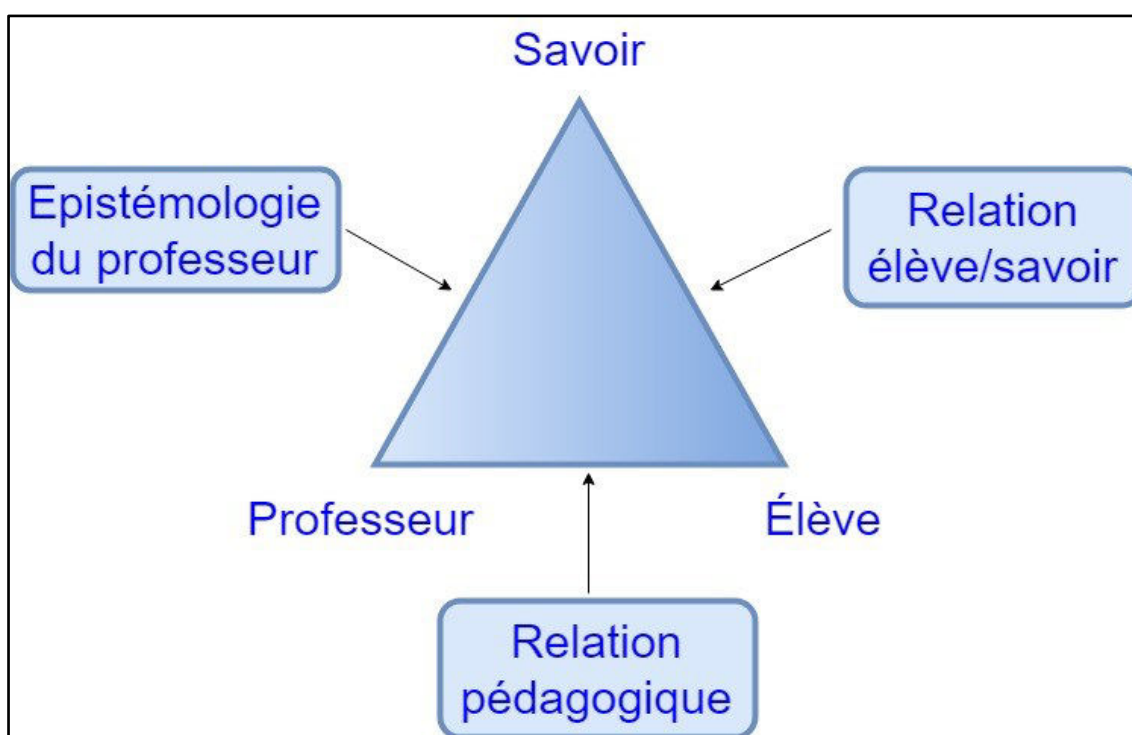 Savoir
Epistémologie
du professeur
Relation
élève/savoir
Professeur
Élève
Relation
pédagogique